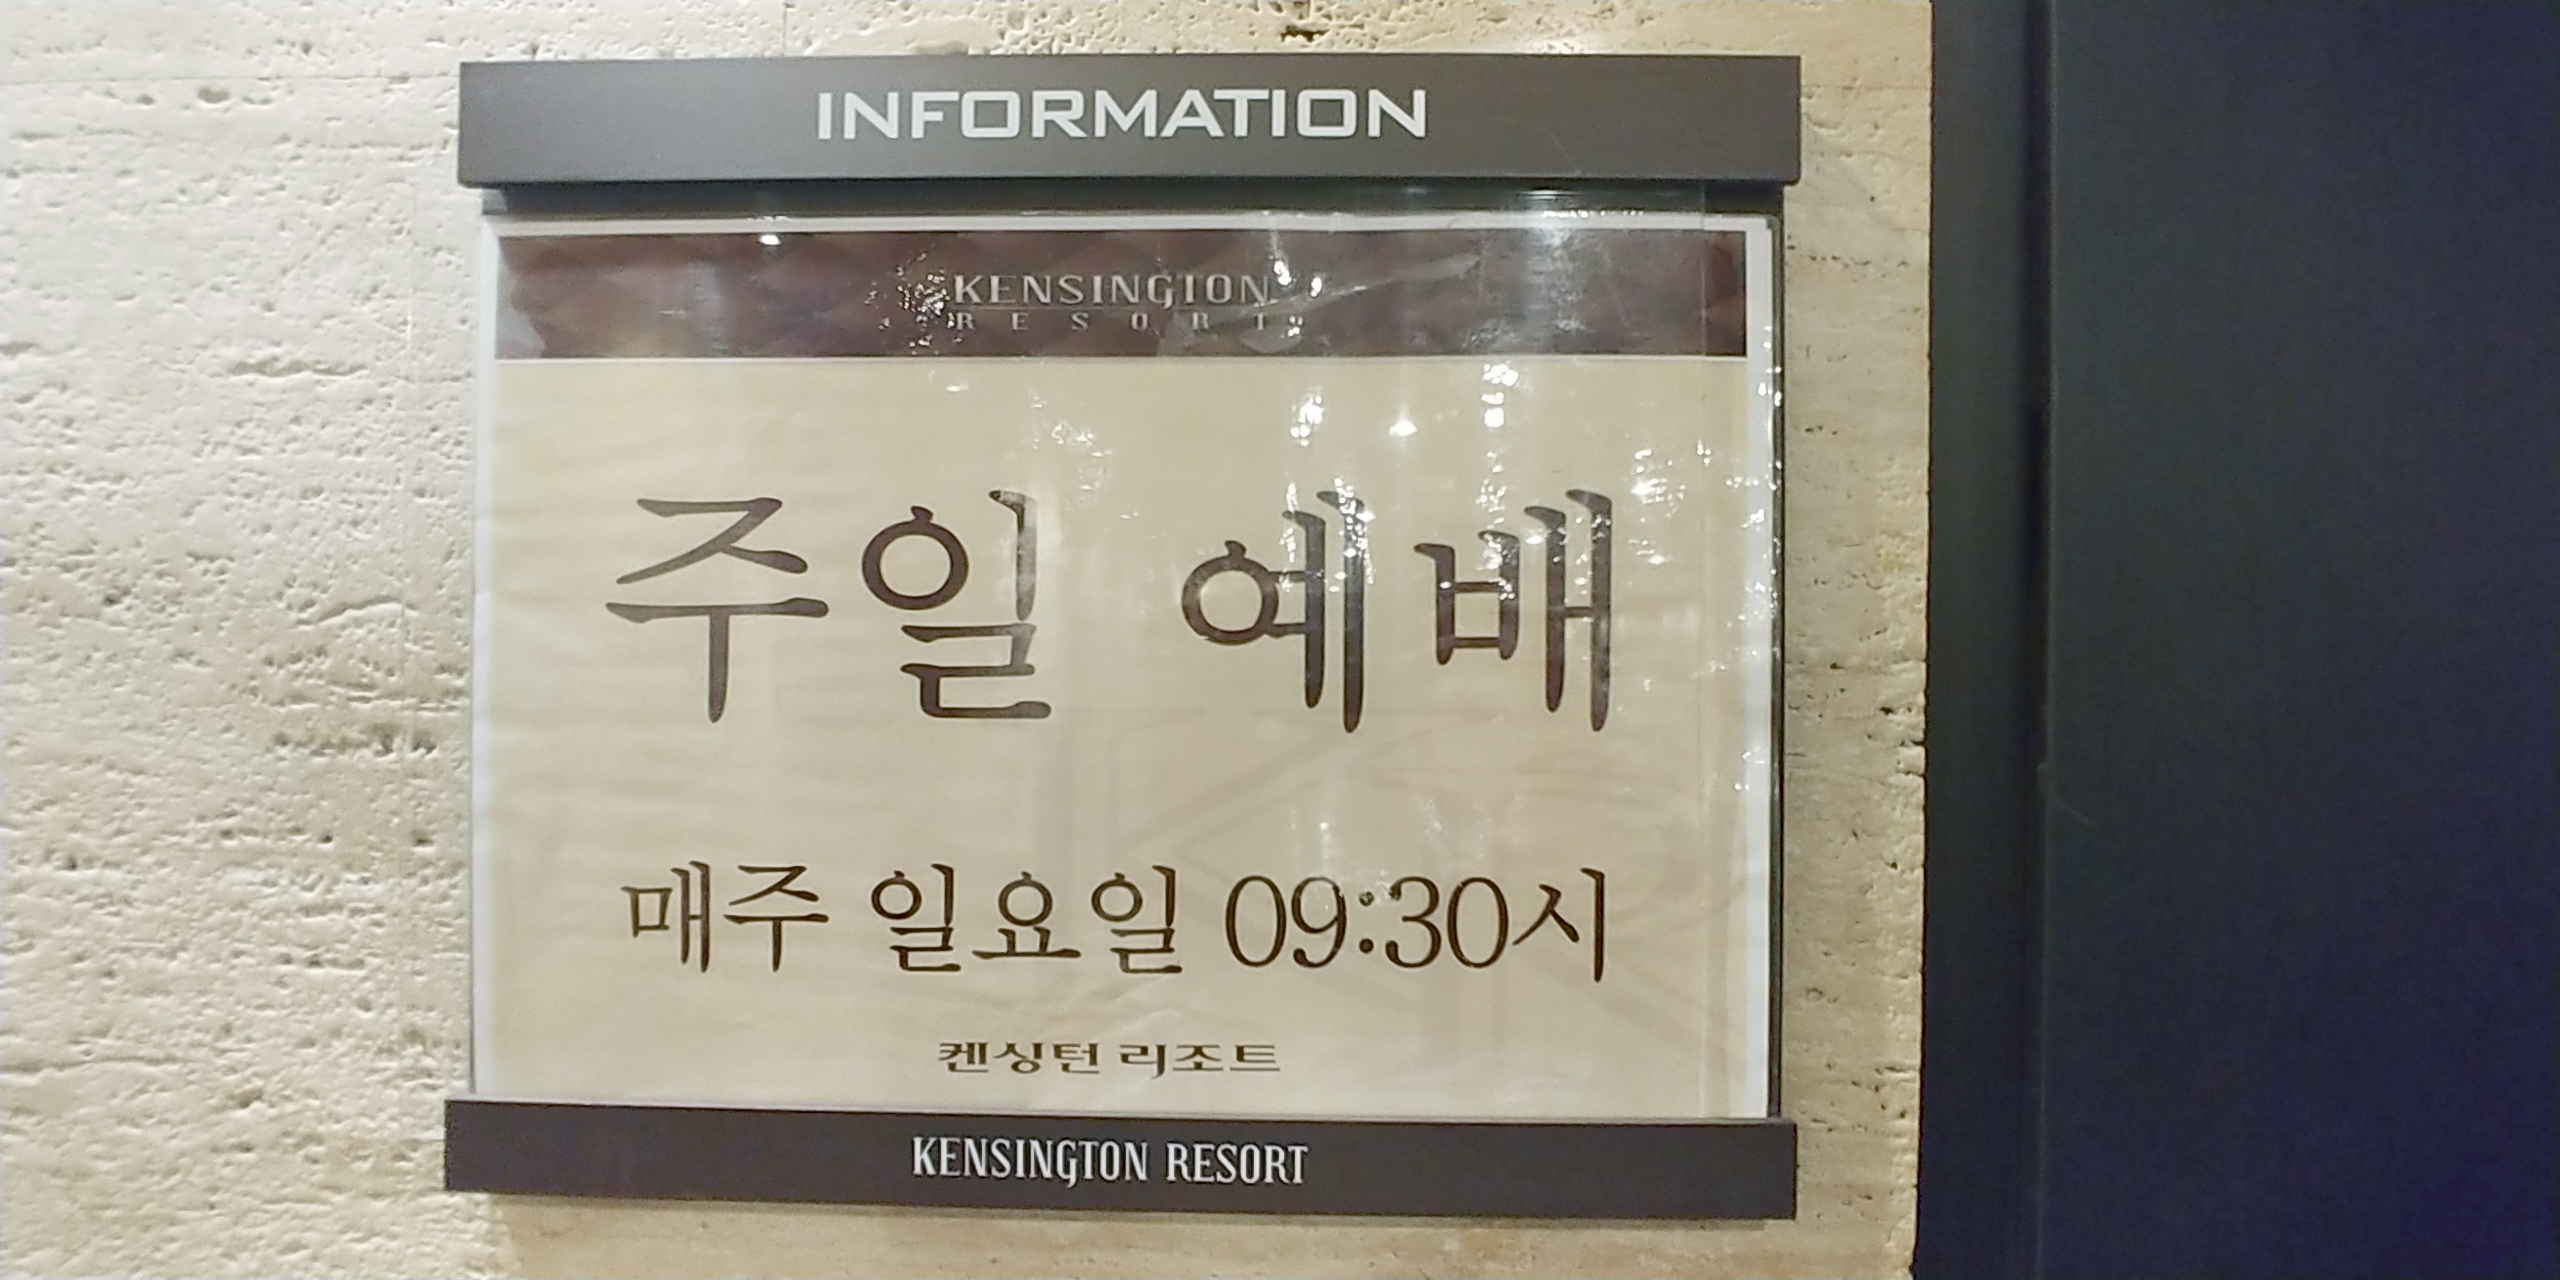 INFORMATION
KENSINGTON
RESORT
주일 예배
매주 일요일 09:30시
켄싱턴 리조트
KENSINGTON RESORT